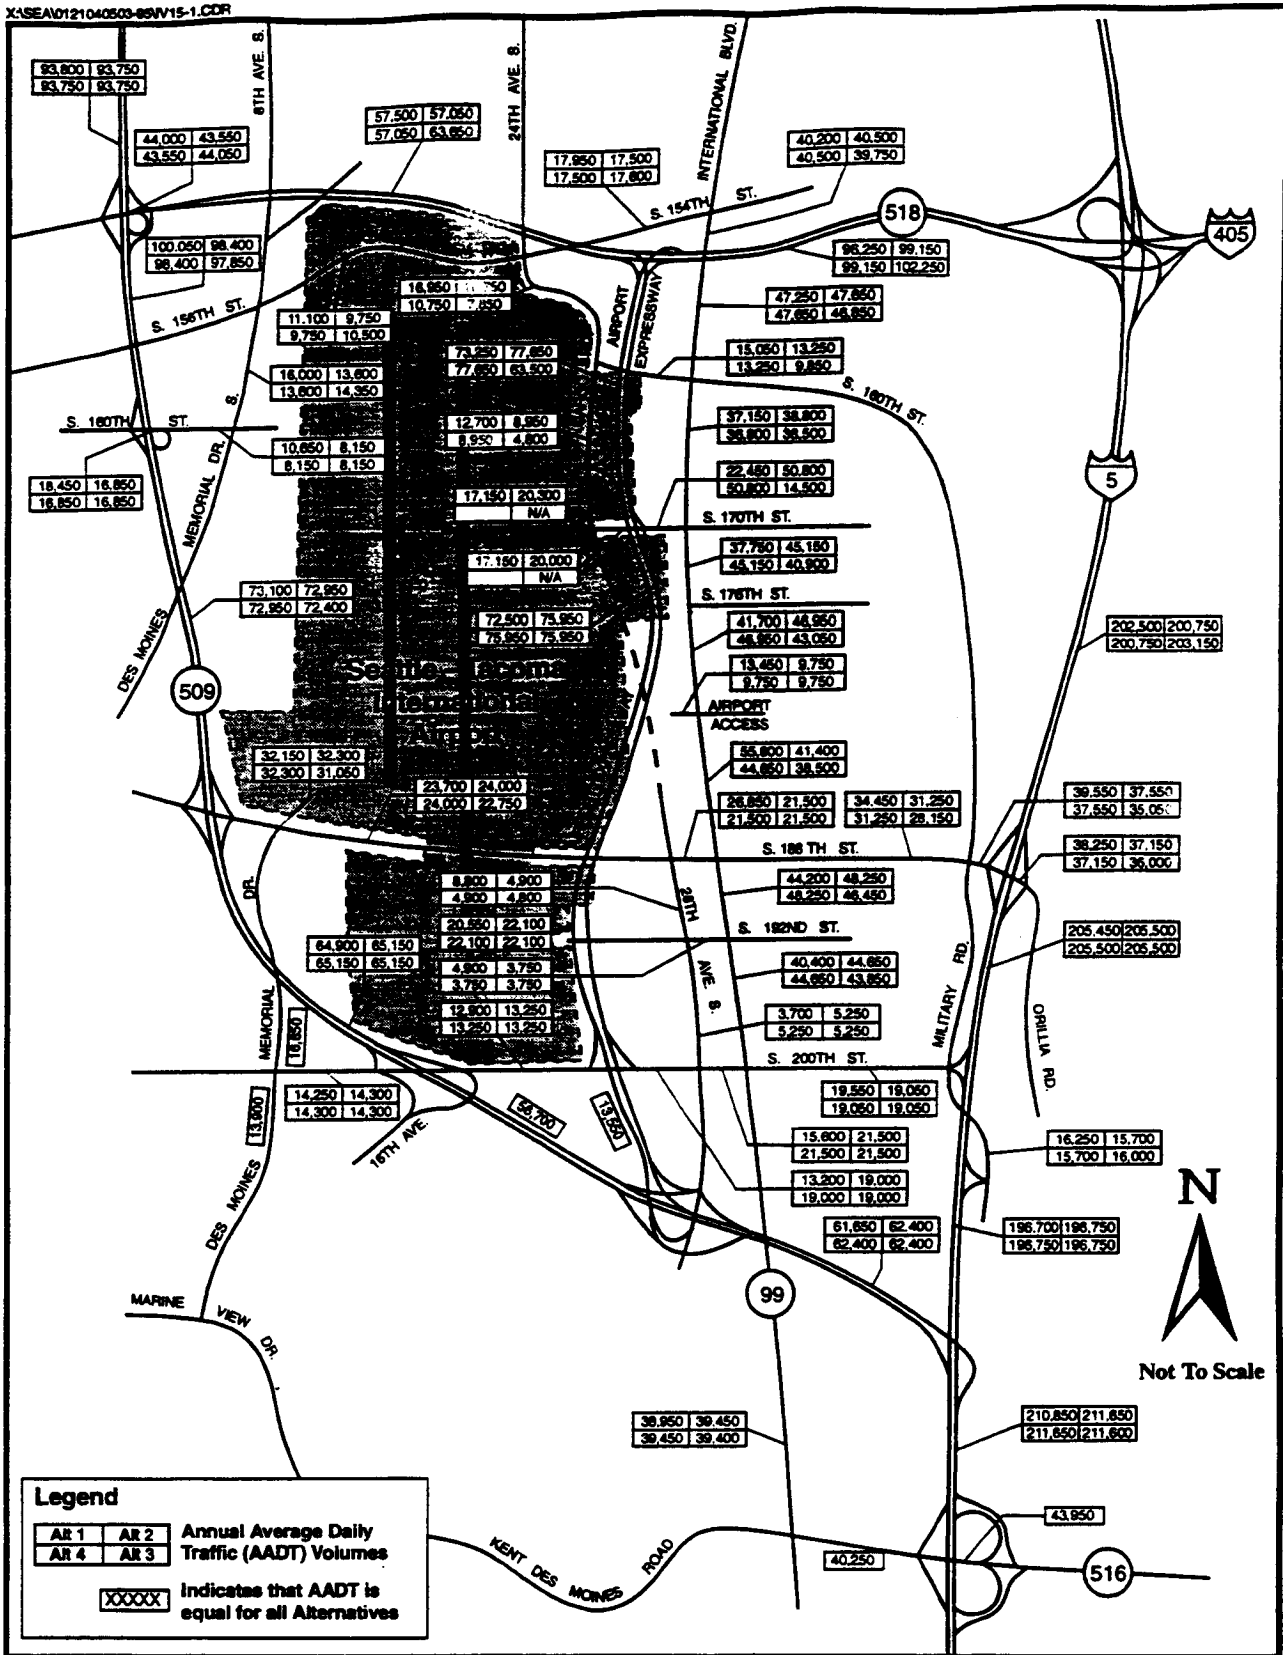 X:\SEA\0121040503-95\IV15-1.CDR
93,800 93,750
93,750 93,750
8TH AVE. S.
24TH AVE. S.
INTERNATIONAL BLVD.
57,500 57,050
57,050 63,650
44,000 43,550
43,550 44,050
17,950 17,500
17,500 17,800
40,200 40,500
40,500 39,750
S. 154TH ST.
518
405
100,050 98,400
98,400 97,850
96,250 99,150
99,150 102,250
S. 156TH ST.
16,950
10,750 7,850
AIRPORT
EXPRESSWAY
47,250 47,650
47,650 46,850
11,100 9,750
9,750 10,500
73,250 77,650
77,650 63,500
15,050 13,250
13,250 9,850
S. 160TH ST.
16,000 13,600
13,600 14,350
S. 160TH ST.
12,700 8,950
8,950 4,800
37,150 38,800
38,800 36,500
10,650 8,150
8,150 8,150
MEMORIAL DR. S.
22,450 50,800
50,800 14,500
5
18,450 16,850
16,850 16,850
17,150 20,300
N/A
S. 170TH ST.
17,150 20,000
N/A
37,750 45,150
45,150 40,900
73,100 72,950
72,950 72,400
S. 176TH ST.
72,500 75,950
75,950 75,950
41,700 46,950
46,950 43,050
202,500 200,750
200,750 203,150
DES MOINES
Seattle, Tacoma
International
Airport
13,450 9,750
9,750 9,750
509
AIRPORT
ACCESS
32,150 32,300
32,300 31,050
55,800 41,400
44,650 38,500
23,700 24,000
24,000 22,750
26,850 21,500
21,500 21,500
34,450 31,250
31,250 28,150
39,550 37,550
37,550 35,050
S. 188 TH ST.
38,250 37,150
37,150 35,000
8,800 4,900
4,900 4,800
44,200 48,250
48,250 46,450
DR.
28TH
AVE S.
20,550 22,100
22,100 22,100
S. 192ND ST.
205,450 205,500
205,500 205,500
64,900 65,150
65,150 65,150
4,900 3,750
3,750 3,750
40,400 44,650
44,650 43,850
MILITARY RD.
12,900 13,250
13,250 13,250
3,700 5,250
5,250 5,250
ORILLIA RD.
MEMORIAL
16,650
S. 200TH ST.
14,250 14,300
14,300 14,300
19,550 19,050
19,050 19,050
13,900
56,700
13,550
16TH AVE.
15,600 21,500
21,500 21,500
16,250 15,700
15,700 16,000
13,200 19,000
19,000 19,000
N
DES MOINES
61,650 62,400
62,400 62,400
196,700 196,750
196,750 196,750
99
MARINE VIEW DR.
Not To Scale
38,950 39,450
39,450 39,400
210,850 211,650
211,650 211,600
Legend
Alt 1 Alt 2 Annual Average Daily
Alt 4 Alt 3 Traffic (AADT) Volumes
XXXXX Indicates that AADT is
equal for all Alternatives
KENT DES MOINES ROAD
43,950
40,250
516